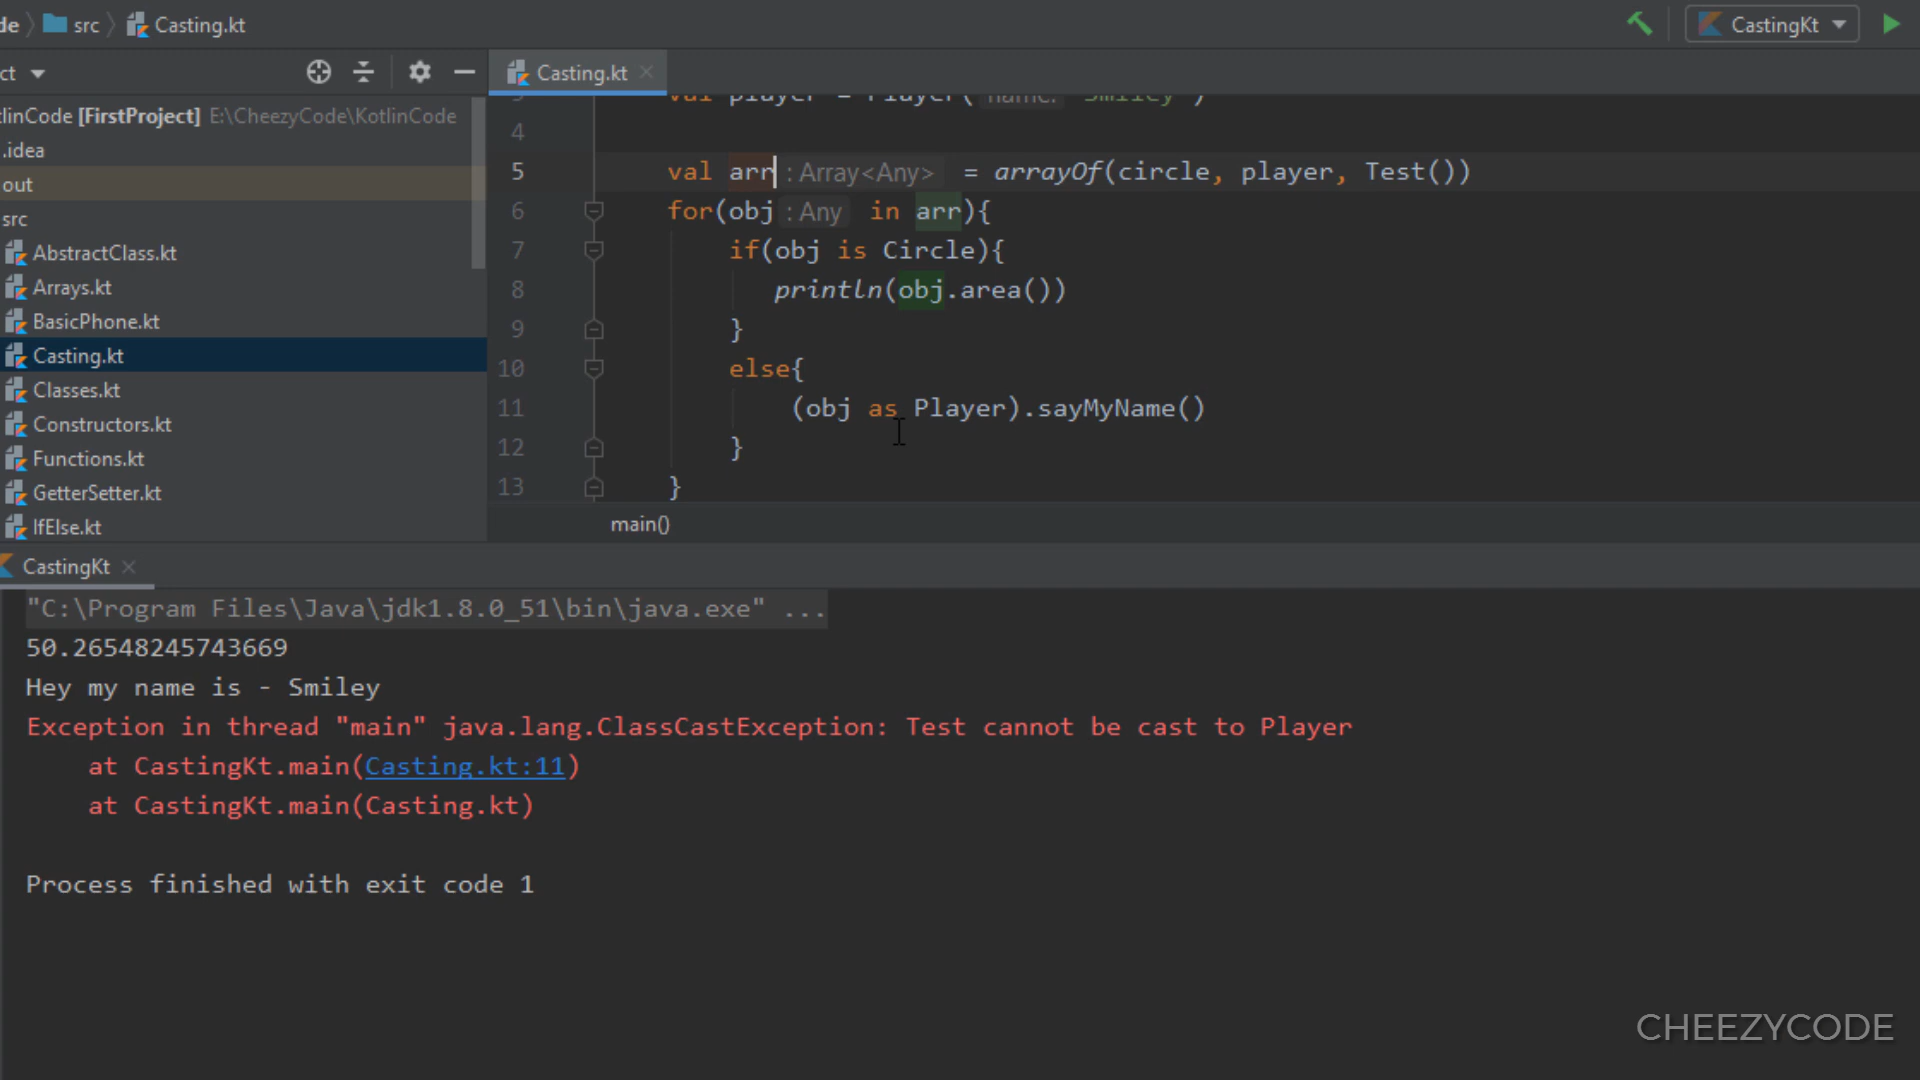 de src Casting.kt CastingKt
ct Casting.kt
linCode [FirstProject] E:\CheezyCode\KotlinCode
.idea
out
src
AbstractClass.kt
Arrays.kt
BasicPhone.kt
Casting.kt
Classes.kt
Constructors.kt
Functions.kt
GetterSetter.kt
IfElse.kt
3 val player = Player( name: "Smiley")
4
5 val arr : Array<Any> = arrayOf(circle, player, Test())
6 for(obj : Any in arr){
7 if(obj is Circle){
8 println(obj.area())
9 }
10 else{
11 (obj as Player).sayMyName()
12 }
13 }
main()
CastingKt
"C:\Program Files\Java\jdk1.8.0_51\bin\java.exe" ...
50.26548245743669
Hey my name is - Smiley
Exception in thread "main" java.lang.ClassCastException: Test cannot be cast to Player
at CastingKt.main(Casting.kt:11)
at CastingKt.main(Casting.kt)
Process finished with exit code 1
CHEEZYCODE